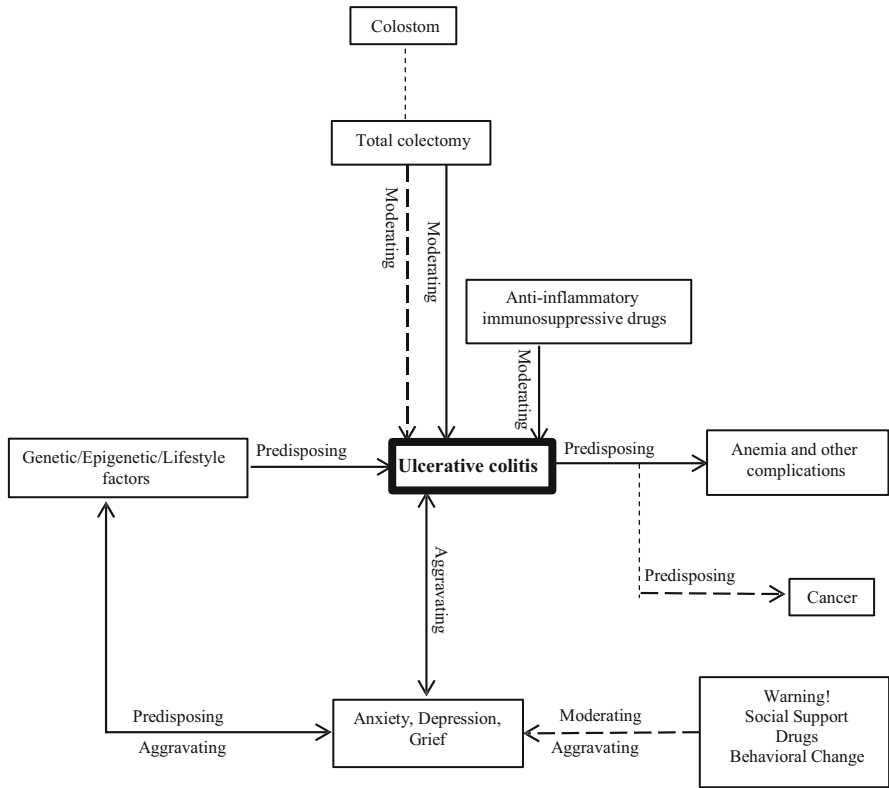 Colostom
Total colectomy
Moderating
Moderating
Anti-inflammatory
immunosuppressive drugs
Moderating
Genetic/Epigenetic/Lifestyle
factors
Predisposing
Ulcerative colitis
Predisposing
Anemia and other
complications
Aggravating
Predisposing
Cancer
Predisposing
Aggravating
Anxiety, Depression,
Grief
Moderating
Aggravating
Warning!
Social Support
Drugs
Behavioral Change